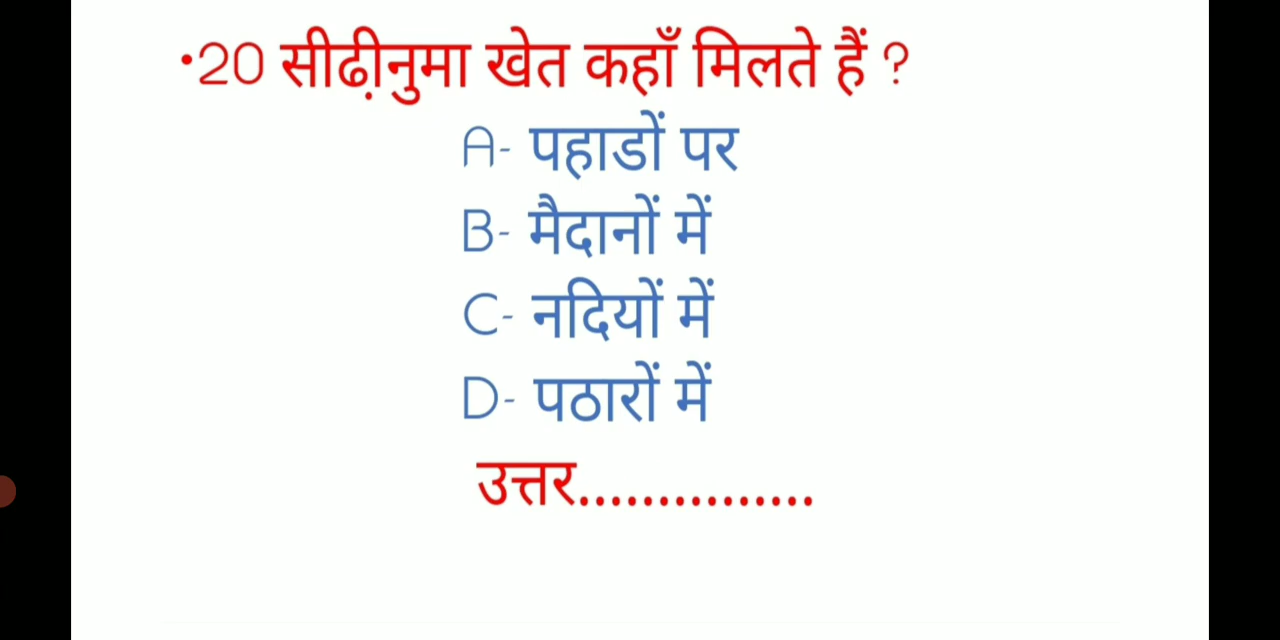 •20 सीढी़नुमा खेत कहाँ मिलते हैं ?
A- पहाडों पर
B- मैदानों में
C- नदियों में
D- पठारों में
उत्तर...............